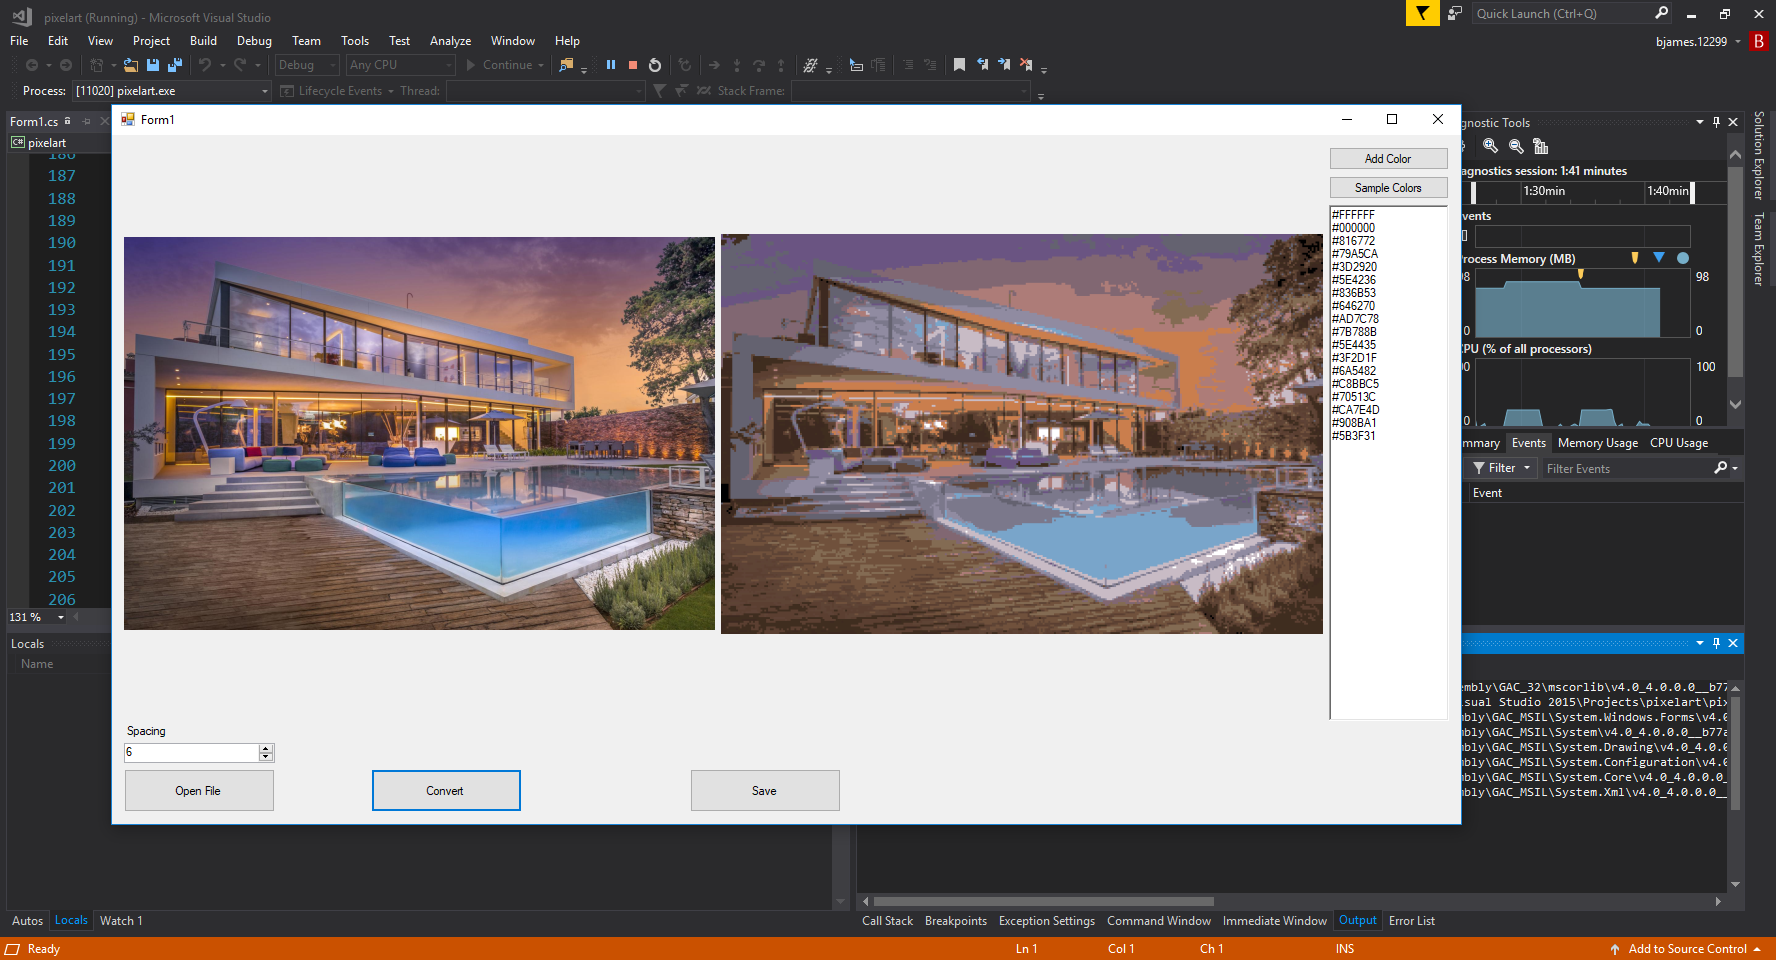 pixelart (Running) - Microsoft Visual Studio
Quick Launch (Ctrl+Q)
File Edit View Project Build Debug Team Tools Test Analyze Window Help
bjames.12299 B
Debug Any CPU Continue
Process: [11020] pixelart.exe Lifecycle Events Thread: Stack Frame:
Form1.cs
C# pixelart
186
187
188
189
190
191
192
193
194
195
196
197
198
199
200
201
202
203
204
205
206
131 %
Locals
Name
Form1
Add Color
Sample Colors
#FFFFFF
#000000
#816772
#79A5CA
#3D2920
#5E4236
#836B53
#646270
#AD7C78
#7B788B
#5E4435
#3F2D1F
#6A5482
#C8BBC5
#70513C
#CA7E4D
#908BA1
#5B3F31
Spacing
6
Open File Convert Save
gnostic Tools
agnostics session: 1:41 minutes
1:30min 1:40min
vents
Process Memory (MB)
98 98
0 0
CPU (% of all processors)
00 100
0 0
mmary Events Memory Usage CPU Usage
Filter Filter Events
Event
Solution Explorer
Team Explorer
embly\GAC_32\mscorlib\v4.0_4.0.0.0__b77
isual Studio 2015\Projects\pixelart\pix
mbly\GAC_MSIL\System.Windows.Forms\v4.0
mbly\GAC_MSIL\System\v4.0_4.0.0.0__b77a
mbly\GAC_MSIL\System.Drawing\v4.0_4.0.0
mbly\GAC_MSIL\System.Configuration\v4.0
mbly\GAC_MSIL\System.Core\v4.0_4.0.0.0_
mbly\GAC_MSIL\System.Xml\v4.0_4.0.0.0__
Autos Locals Watch 1
Call Stack Breakpoints Exception Settings Command Window Immediate Window Output Error List
Ready Ln 1 Col 1 Ch 1 INS Add to Source Control